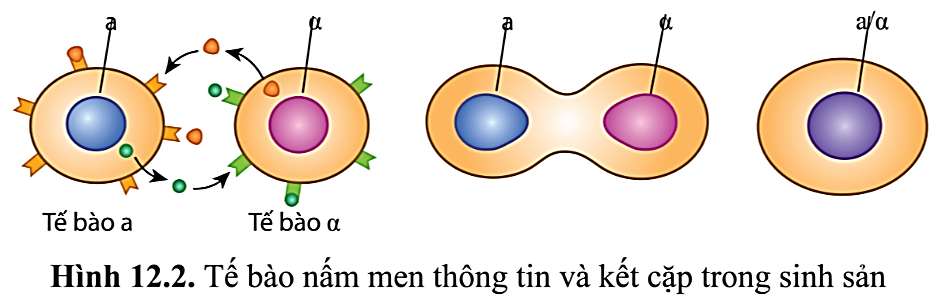 a α a α a/α
Tế bào a Tế bào α
Hình 12.2. Tế bào nấm men thông tin và kết cặp trong sinh sản